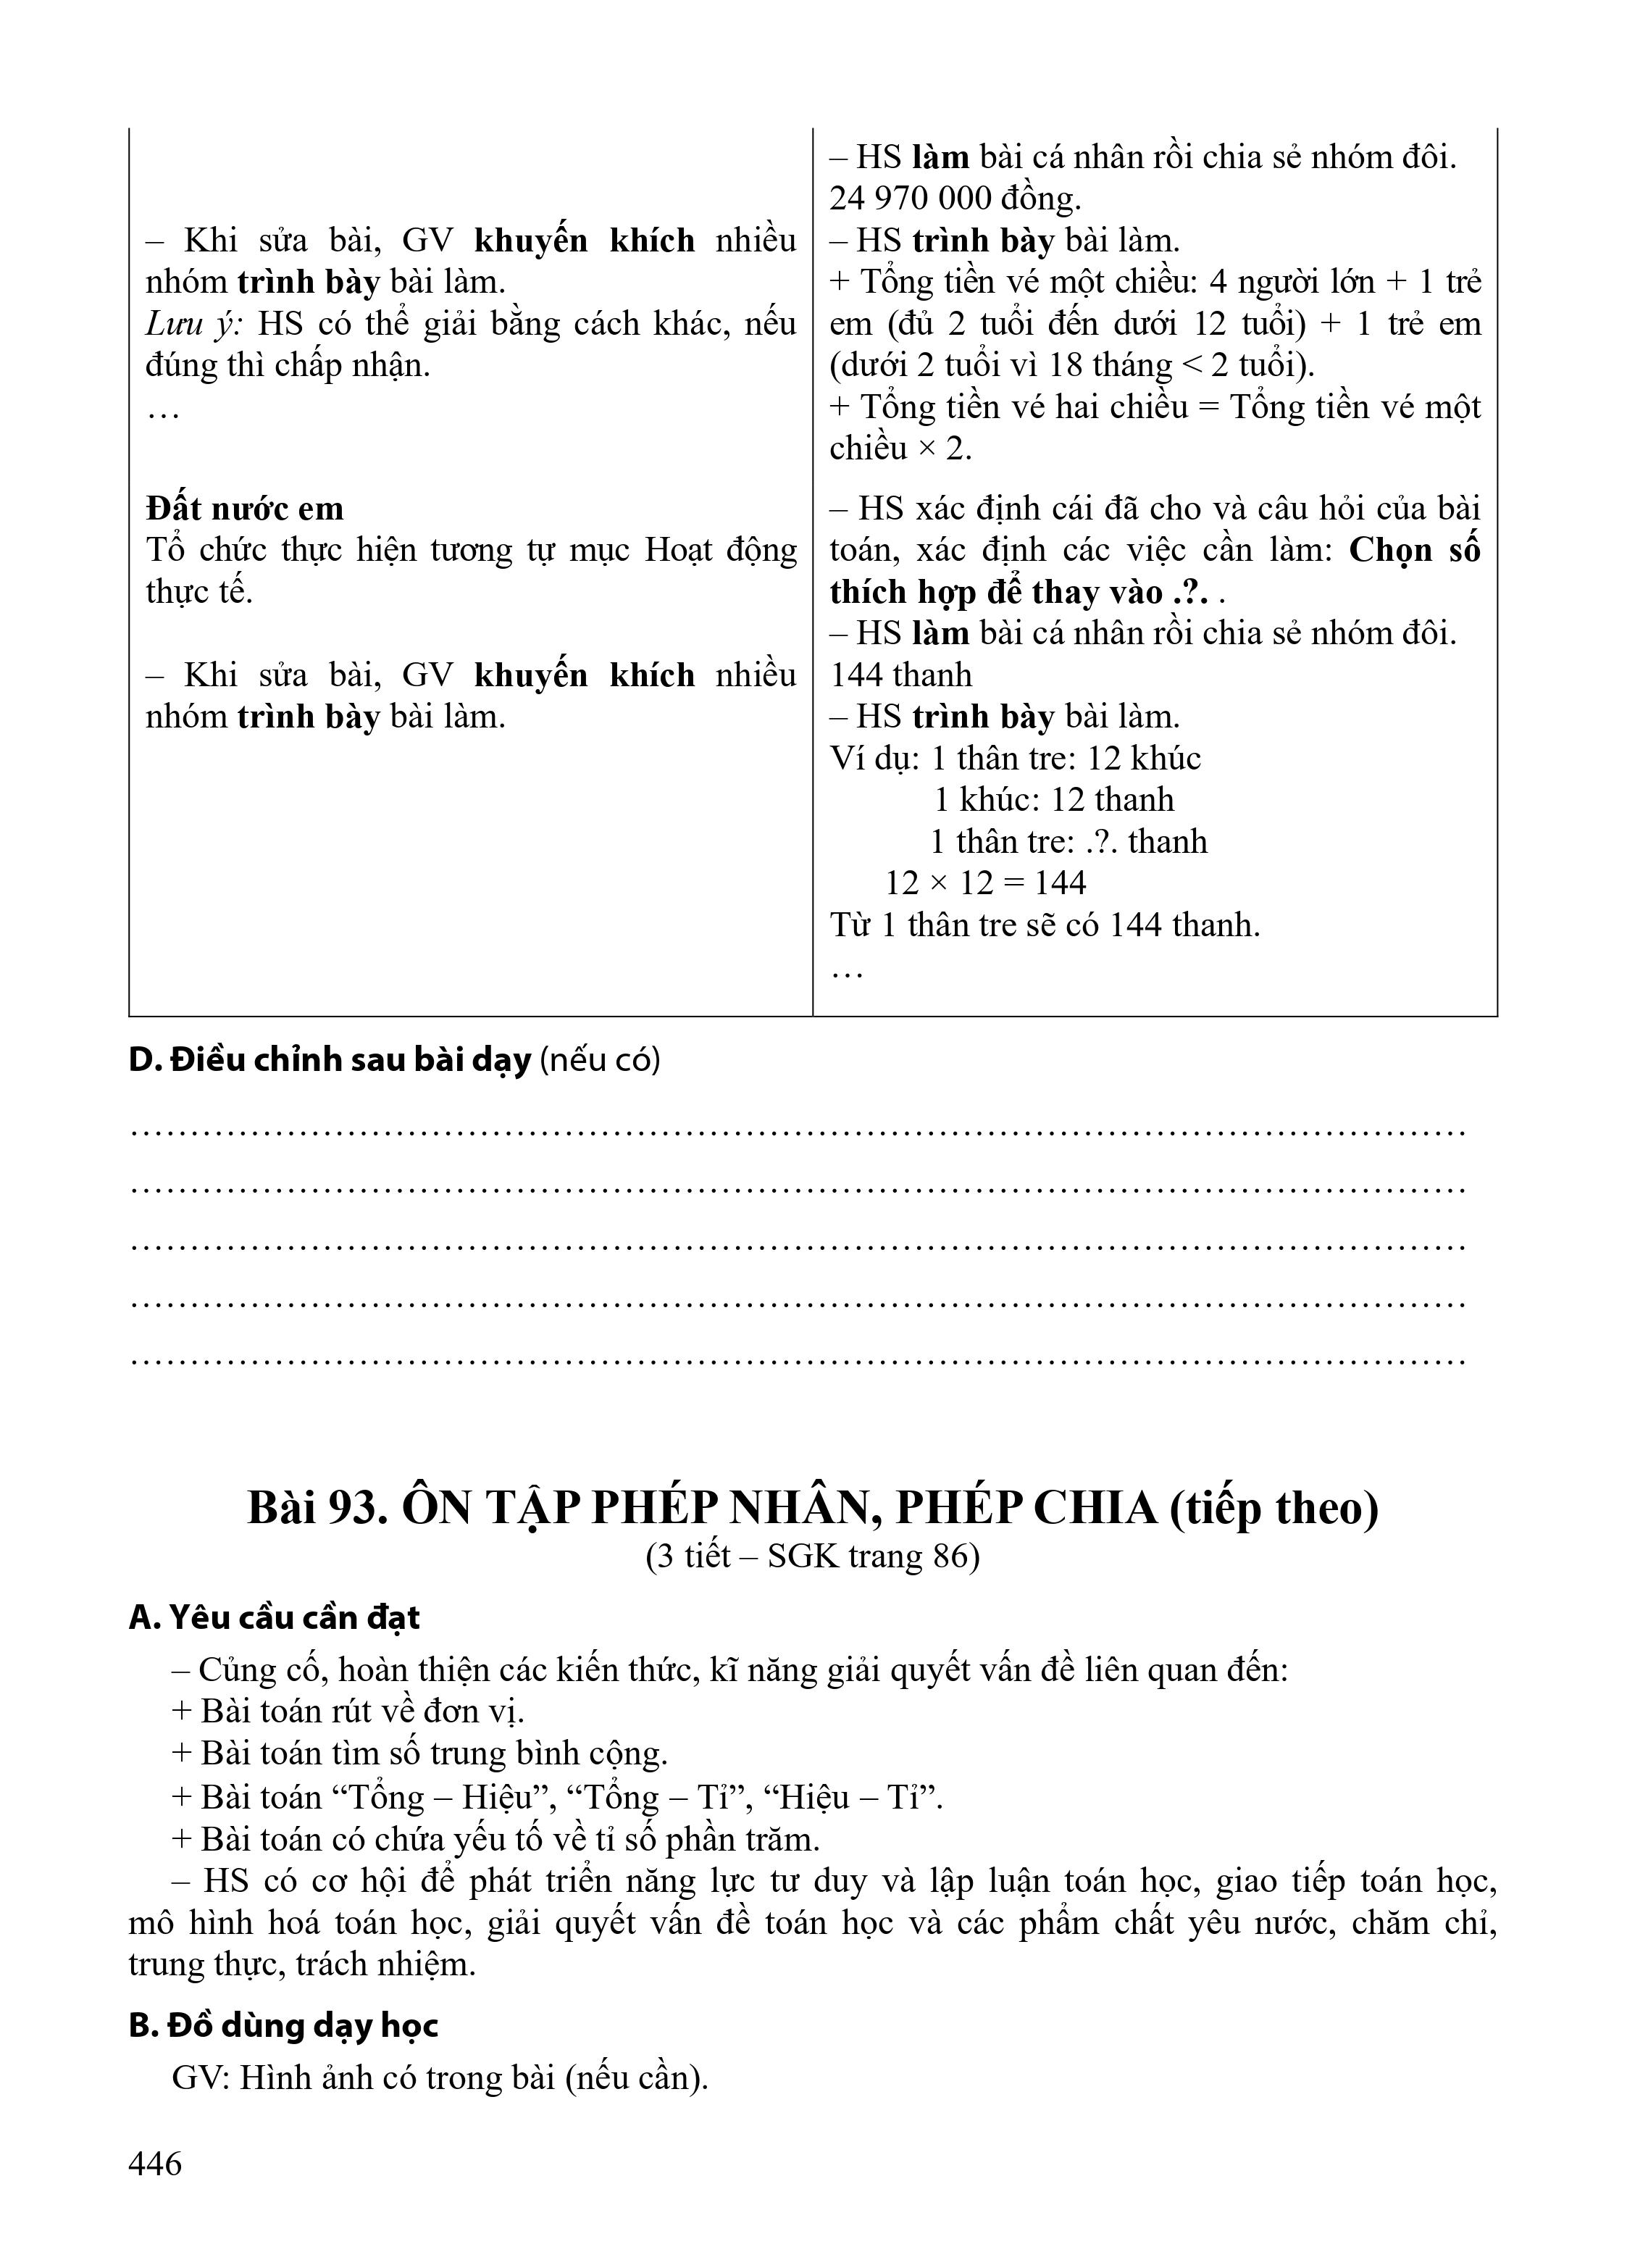 – Khi sửa bài, GV khuyến khích nhiều
nhóm trình bày bài làm.
Lưu ý: HS có thể giải bằng cách khác, nếu
đúng thì chấp nhận.
…
Đất nước em
Tổ chức thực hiện tương tự mục Hoạt động
thực tế.
– Khi sửa bài, GV khuyến khích nhiều
nhóm trình bày bài làm.
– HS làm bài cá nhân rồi chia sẻ nhóm đôi.
24 970 000 đồng.
– HS trình bày bài làm.
+ Tổng tiền vé một chiều: 4 người lớn + 1 trẻ
em (đủ 2 tuổi đến dưới 12 tuổi) + 1 trẻ em
(dưới 2 tuổi vì 18 tháng < 2 tuổi).
+ Tổng tiền vé hai chiều = Tổng tiền vé một
chiều × 2.
– HS xác định cái đã cho và câu hỏi của bài
toán, xác định các việc cần làm: Chọn số
thích hợp để thay vào .?. .
– HS làm bài cá nhân rồi chia sẻ nhóm đôi.
144 thanh
– HS trình bày bài làm.
Ví dụ: 1 thân tre: 12 khúc
1 khúc: 12 thanh
1 thân tre: .?. thanh
12 × 12 = 144
Từ 1 thân tre sẽ có 144 thanh.
…
D. Điều chỉnh sau bài dạy (nếu có)
……………………………………………………………………………………………
……………………………………………………………………………………………
……………………………………………………………………………………………
……………………………………………………………………………………………
……………………………………………………………………………………………
Bài 93. ÔN TẬP PHÉP NHÂN, PHÉP CHIA (tiếp theo)
(3 tiết – SGK trang 86)
A. Yêu cầu cần đạt
– Củng cố, hoàn thiện các kiến thức, kĩ năng giải quyết vấn đề liên quan đến:
+ Bài toán rút về đơn vị.
+ Bài toán tìm số trung bình cộng.
+ Bài toán “Tổng – Hiệu”, “Tổng – Tỉ”, “Hiệu – Tỉ”.
+ Bài toán có chứa yếu tố về tỉ số phần trăm.
– HS có cơ hội để phát triển năng lực tư duy và lập luận toán học, giao tiếp toán học,
mô hình hoá toán học, giải quyết vấn đề toán học và các phẩm chất yêu nước, chăm chỉ,
trung thực, trách nhiệm.
B. Đồ dùng dạy học
GV: Hình ảnh có trong bài (nếu cần).
446